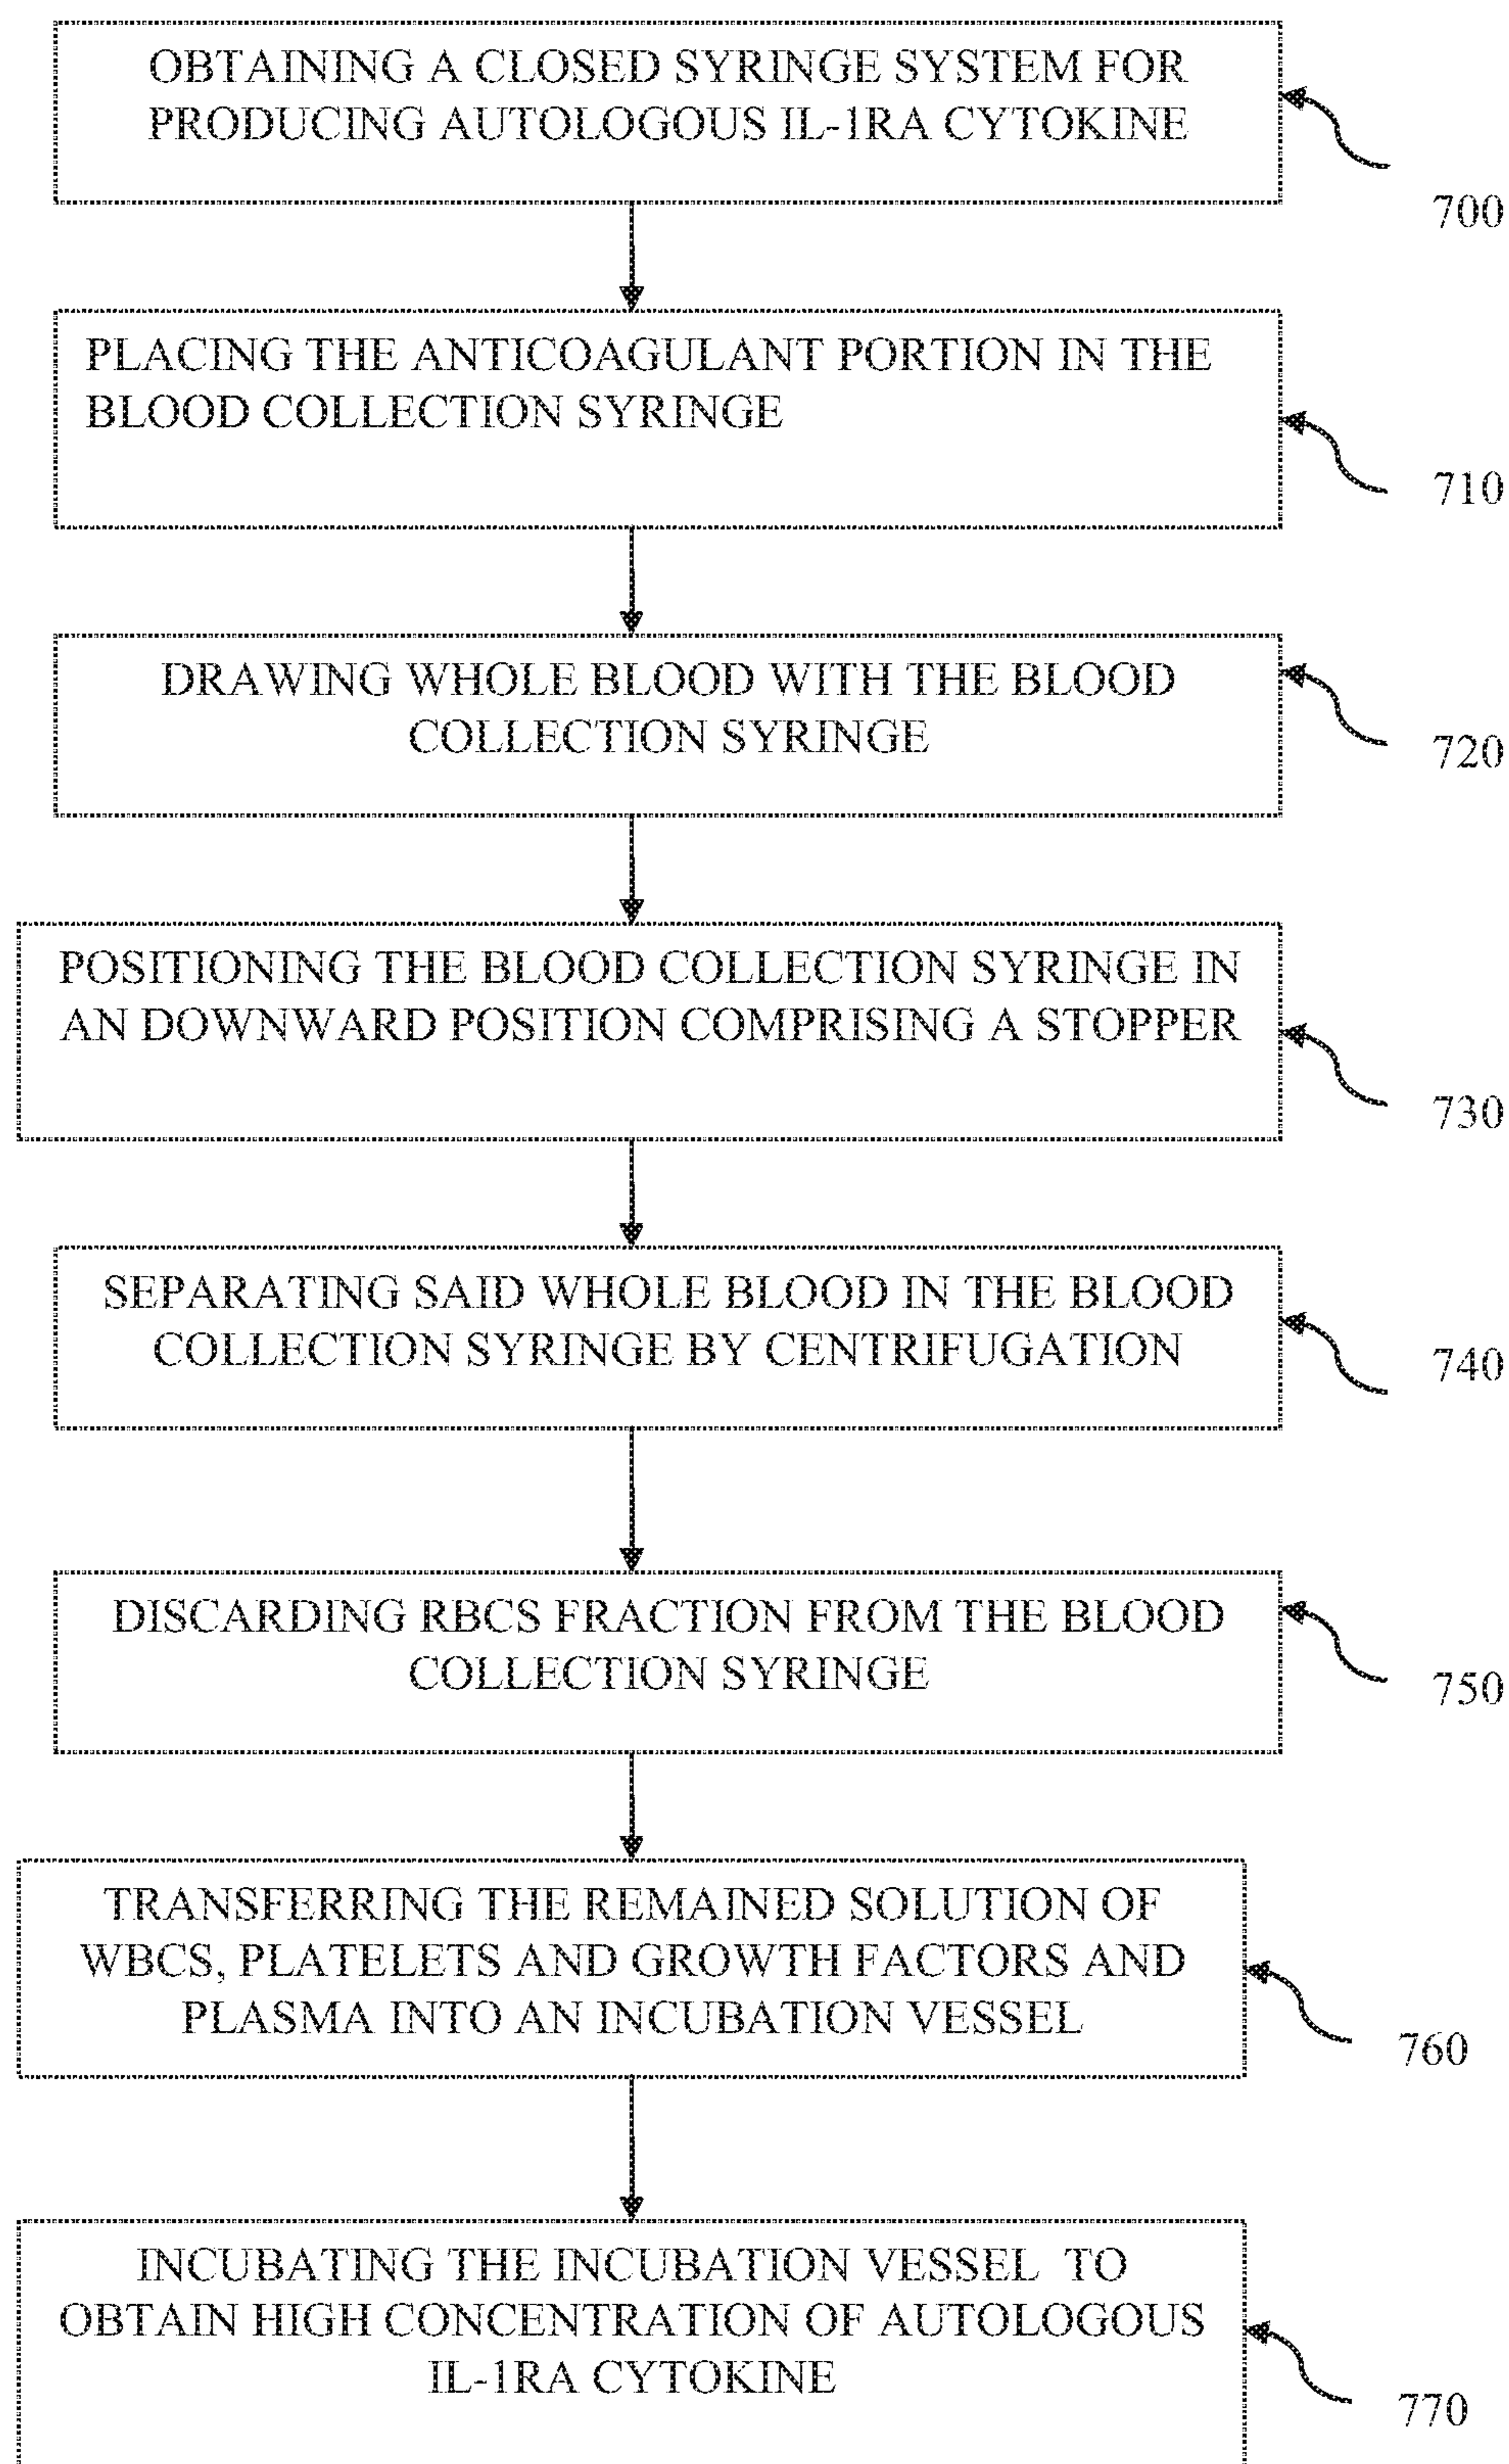 OBTAINING A CLOSED SYRINGE SYSTEM FOR
PRODUCING AUTOLOGOUS IL-1RA CYTOKINE
700
PLACING THE ANTICOAGULANT PORTION IN THE
BLOOD COLLECTION SYRINGE
710
DRAWING WHOLE BLOOD WITH THE BLOOD
COLLECTION SYRINGE
720
POSITIONING THE BLOOD COLLECTION SYRINGE IN
AN DOWNWARD POSITION COMPRISING A STOPPER
730
SEPARATING SAID WHOLE BLOOD IN THE BLOOD
COLLECTION SYRINGE BY CENTRIFUGATION
740
DISCARDING RBCS FRACTION FROM THE BLOOD
COLLECTION SYRINGE
750
TRANSFERRING THE REMAINED SOLUTION OF
WBCS, PLATELETS AND GROWTH FACTORS AND
PLASMA INTO AN INCUBATION VESSEL
760
INCUBATING THE INCUBATION VESSEL TO
OBTAIN HIGH CONCENTRATION OF AUTOLOGOUS
IL-1RA CYTOKINE
770